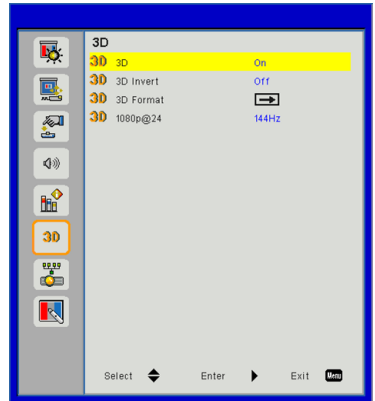 3D
3D 3D On
3D 3D Invert Off
3D 3D Format
3D 1080p@24 144Hz
3D
Select Enter Exit Menu